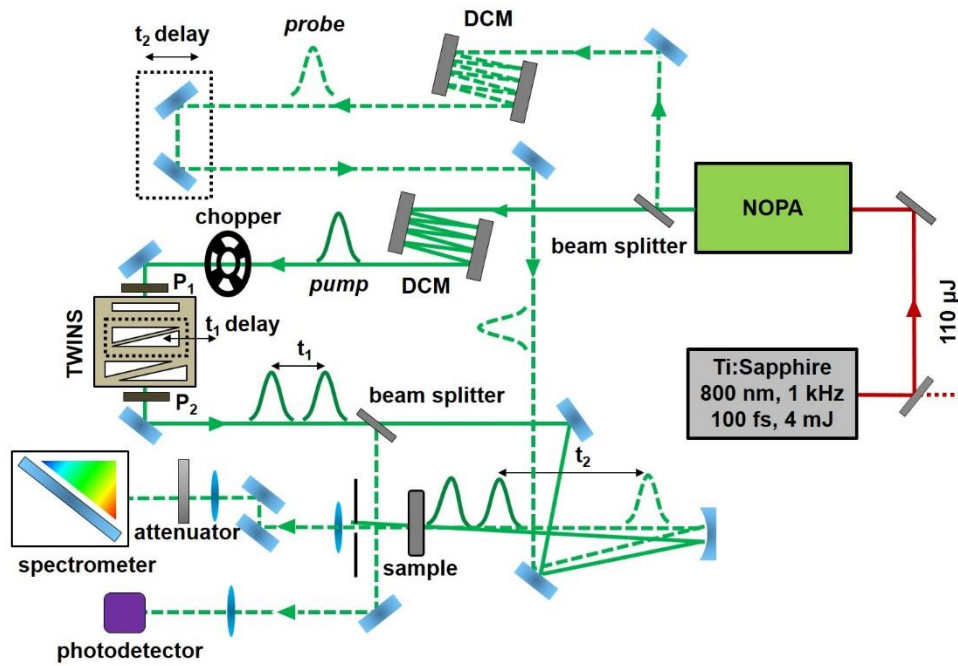 DCM
t₂ delay
probe
NOPA
beam splitter
chopper
pump
DCM
P₁
t₁ delay
TWINS
110 µJ
Ti:Sapphire
800 nm, 1 kHz
100 fs, 4 mJ
P₂
t₁
beam splitter
t₂
attenuator
spectrometer
sample
photodetector